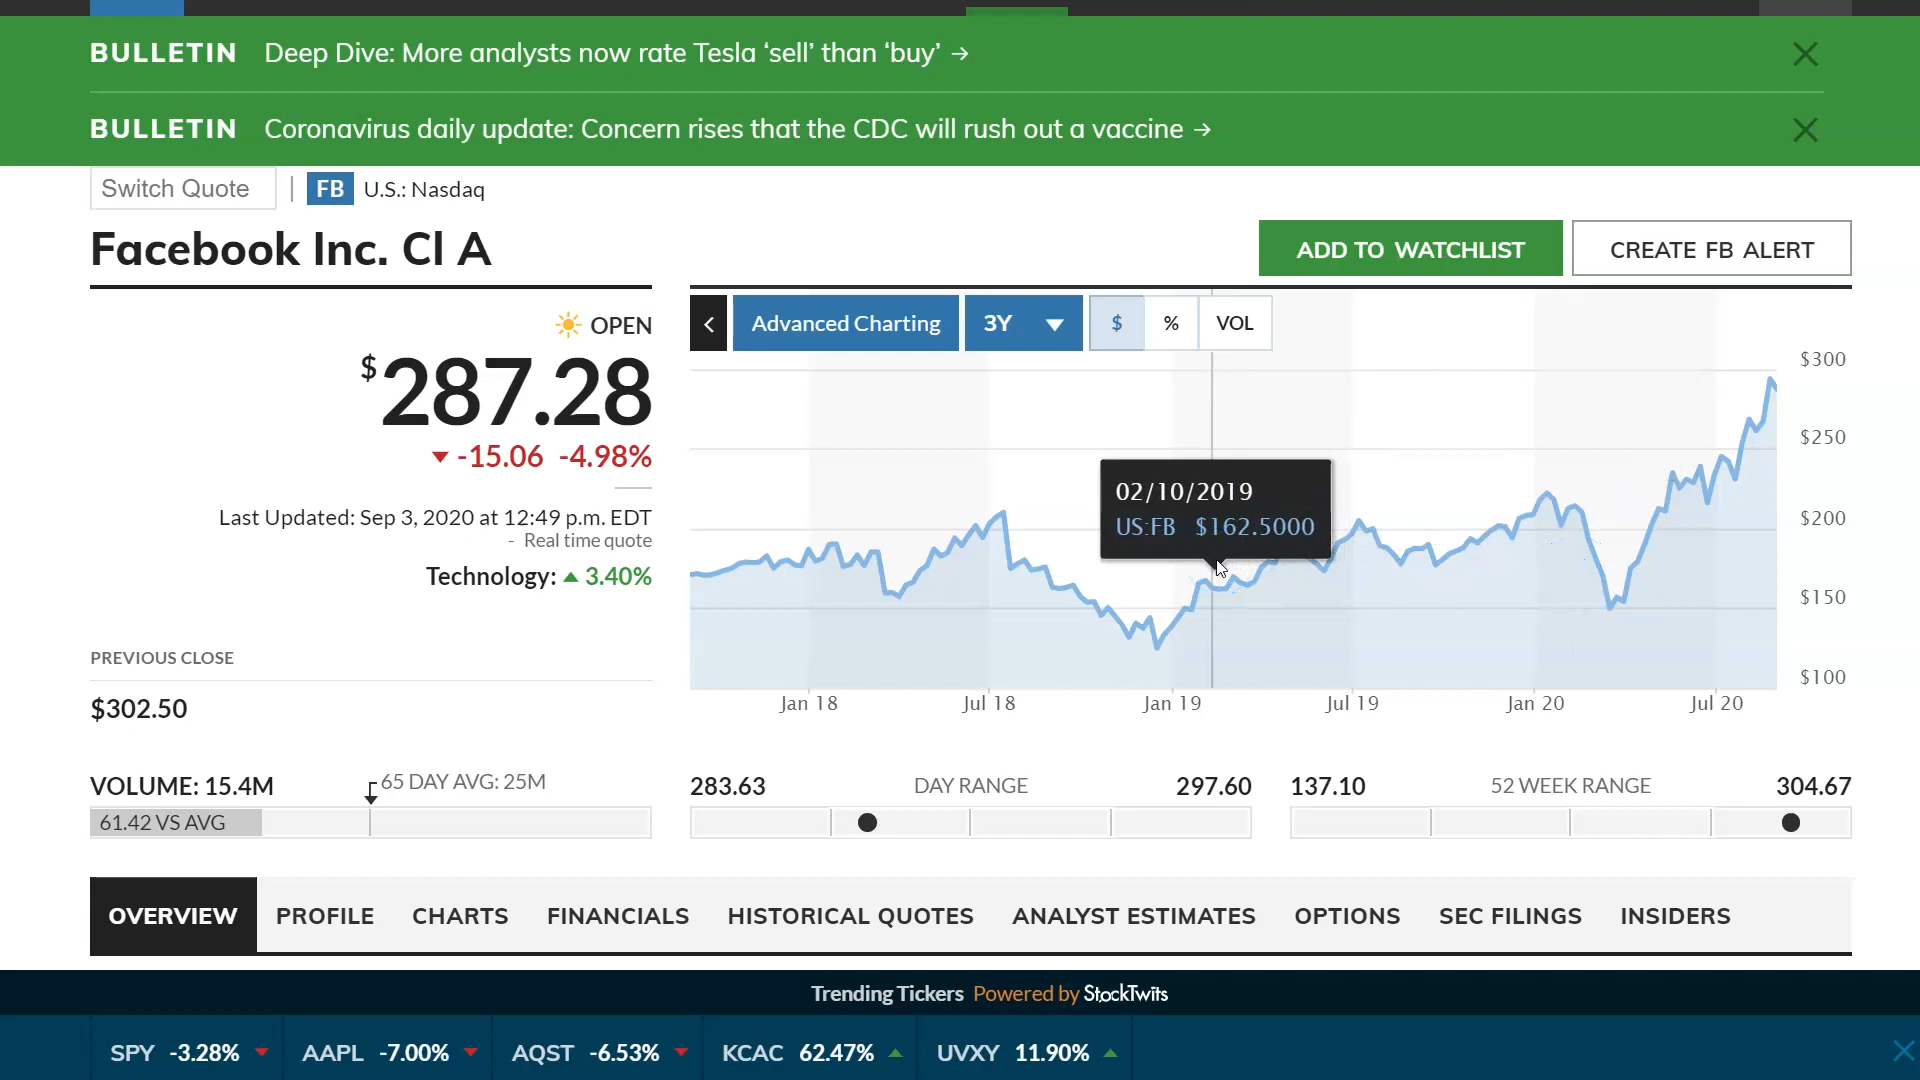 BULLETIN Deep Dive: More analysts now rate Tesla ‘sell’ than ‘buy’ →
BULLETIN Coronavirus daily update: Concern rises that the CDC will rush out a vaccine →
Switch Quote | FB U.S.: Nasdaq
Facebook Inc. Cl A
ADD TO WATCHLIST
CREATE FB ALERT
OPEN
$287.28
-15.06 -4.98%
Last Updated: Sep 3, 2020 at 12:49 p.m. EDT
- Real time quote
Technology: 3.40%
PREVIOUS CLOSE
$302.50
Advanced Charting 3Y $ % VOL
$300
$250
$200
$150
$100
02/10/2019
US:FB $162.5000
Jan 18 Jul 18 Jan 19 Jul 19 Jan 20 Jul 20
VOLUME: 15.4M 65 DAY AVG: 25M
61.42 VS AVG
283.63 DAY RANGE 297.60
137.10 52 WEEK RANGE 304.67
OVERVIEW PROFILE CHARTS FINANCIALS HISTORICAL QUOTES ANALYST ESTIMATES OPTIONS SEC FILINGS INSIDERS
Trending Tickers Powered by StockTwits
SPY -3.28% AAPL -7.00% AQST -6.53% KCAC 62.47% UVXY 11.90%